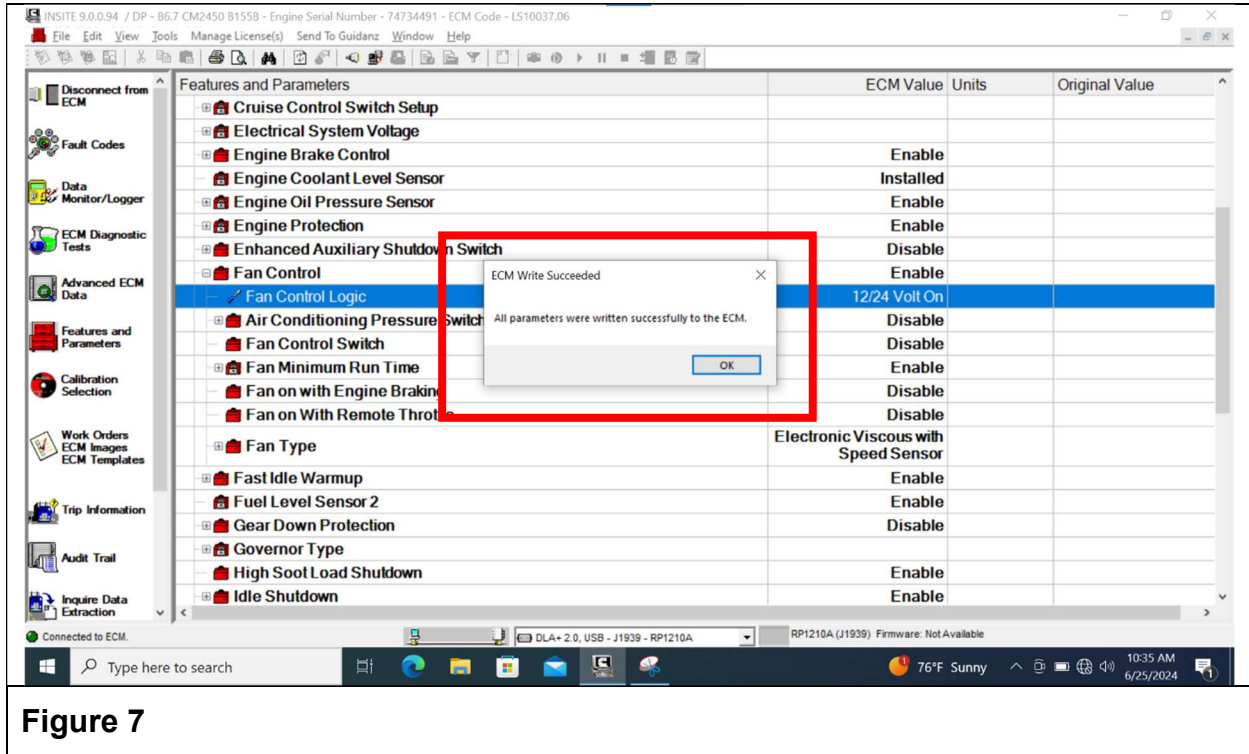 INSITE 9.0.0.94 / DP - B6.7 CM2450 B155B - Engine Serial Number - 74734491 - ECM Code - LS10037.06
File Edit View Tools Manage License(s) Send To Guidanz Window Help
Disconnect from
ECM
Fault Codes
Data
Monitor/Logger
ECM Diagnostic
Tests
Advanced ECM
Data
Features and
Parameters
Calibration
Selection
Work Orders
ECM Images
ECM Templates
Trip Information
Audit Trail
Inquire Data
Extraction
Features and Parameters ECM Value Units Original Value
Cruise Control Switch Setup
Electrical System Voltage
Engine Brake Control Enable
Engine Coolant Level Sensor Installed
Engine Oil Pressure Sensor Enable
Engine Protection Enable
Enhanced Auxiliary Shutdown Switch Disable
Fan Control Enable
Fan Control Logic 12/24 Volt On
Air Conditioning Pressure Switch Disable
Fan Control Switch Disable
Fan Minimum Run Time Enable
Fan on with Engine Braking Disable
Fan on With Remote Throttle Disable
Fan Type Electronic Viscous with
Speed Sensor
Fast Idle Warmup Enable
Fuel Level Sensor 2 Enable
Gear Down Protection Disable
Governor Type
High Soot Load Shutdown Enable
Idle Shutdown Enable
ECM Write Succeeded
All parameters were written successfully to the ECM.
OK
Connected to ECM. DLA+ 2.0, USB - J1939 - RP1210A RP1210A (J1939) Firmware: Not Available
Type here to search 76°F Sunny 10:35 AM
6/25/2024
Figure 7